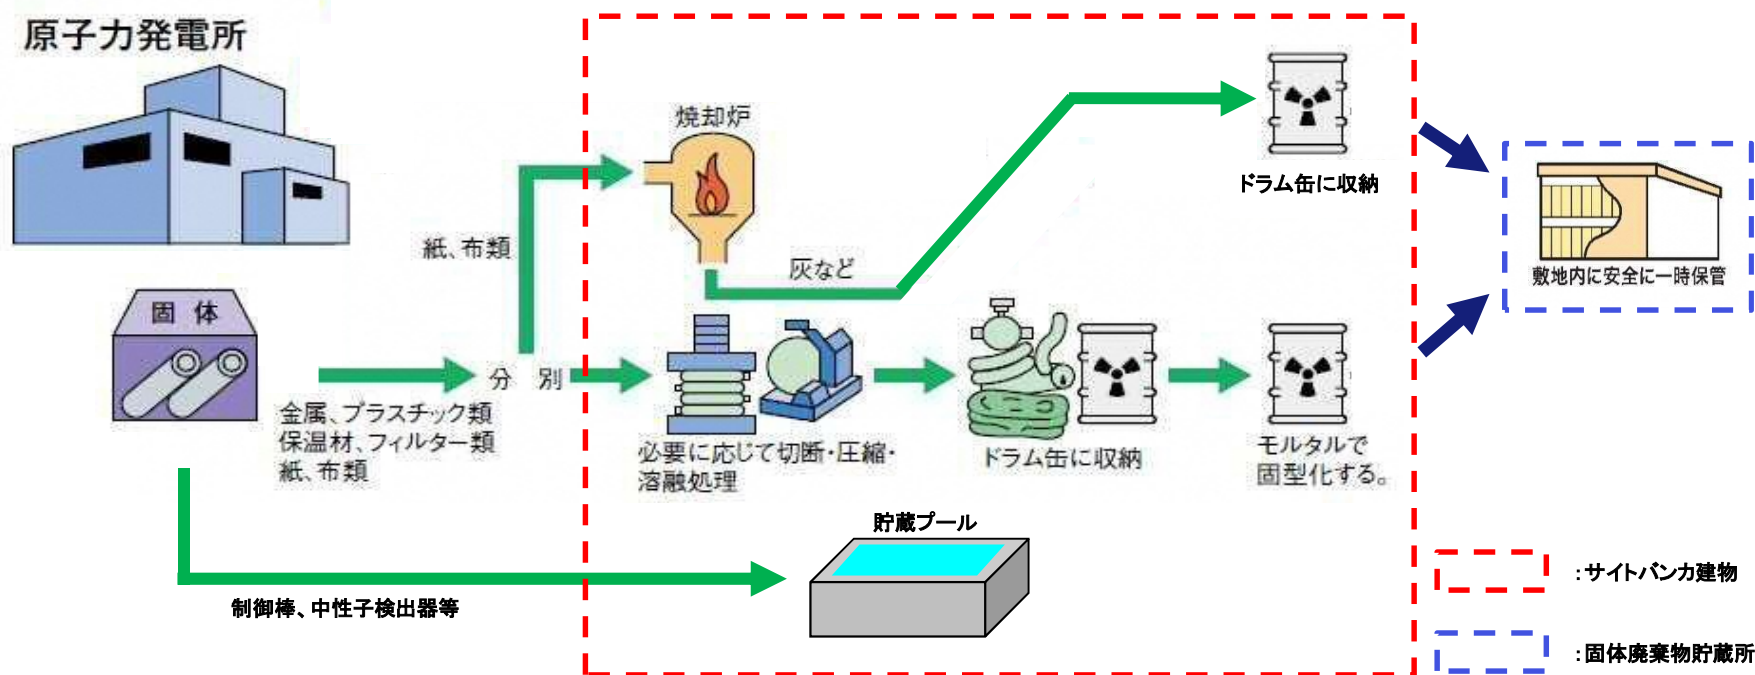 原子力発電所
焼却炉
ドラム缶に収納
紙、布類
灰など
敷地内に安全に一時保管
固 体
分 別
金属、プラスチック類
保温材、フィルター類
紙、布類
必要に応じて切断・圧縮・
溶融処理
ドラム缶に収納
モルタルで
固型化する。
貯蔵プール
制御棒、中性子検出器等
:サイトバンカ建物
:固体廃棄物貯蔵所